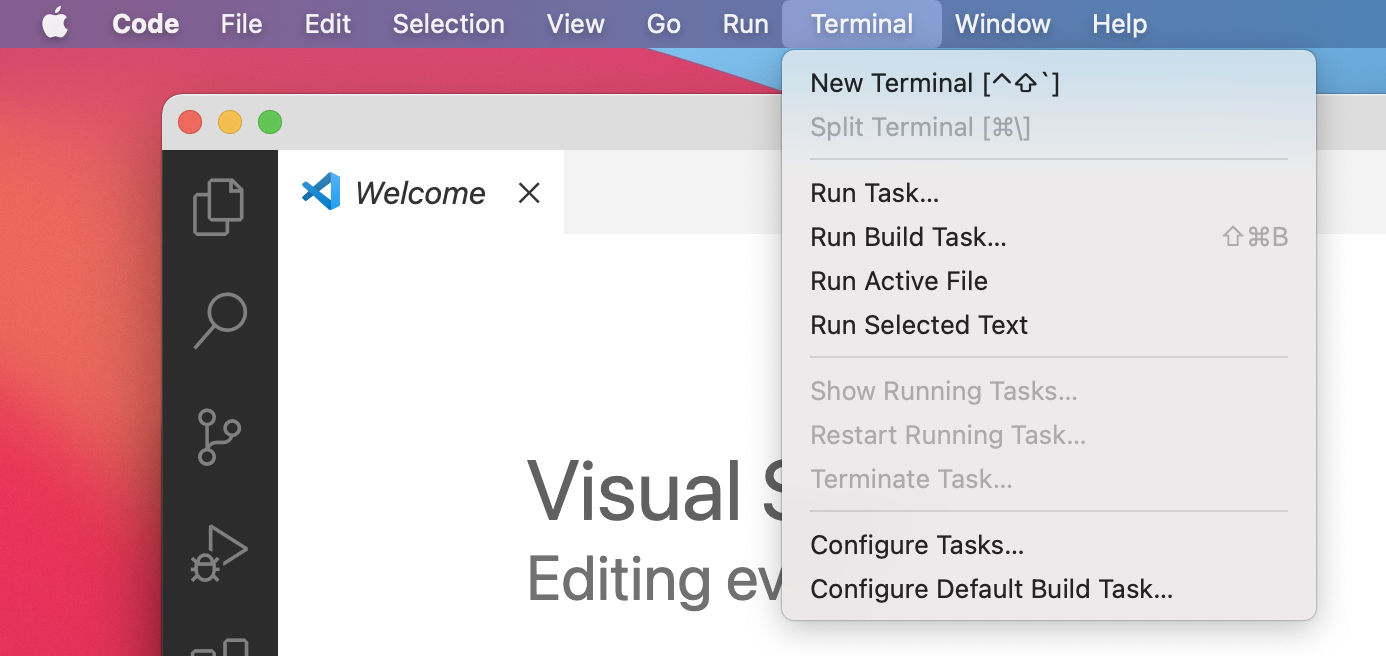 Code File Edit Selection View Go Run Terminal Window Help
New Terminal [^⇧`]
Split Terminal [⌘\]
Run Task...
Run Build Task... ⇧⌘B
Run Active File
Run Selected Text
Show Running Tasks...
Restart Running Task...
Terminate Task...
Configure Tasks...
Configure Default Build Task...
Welcome
Visual
Editing